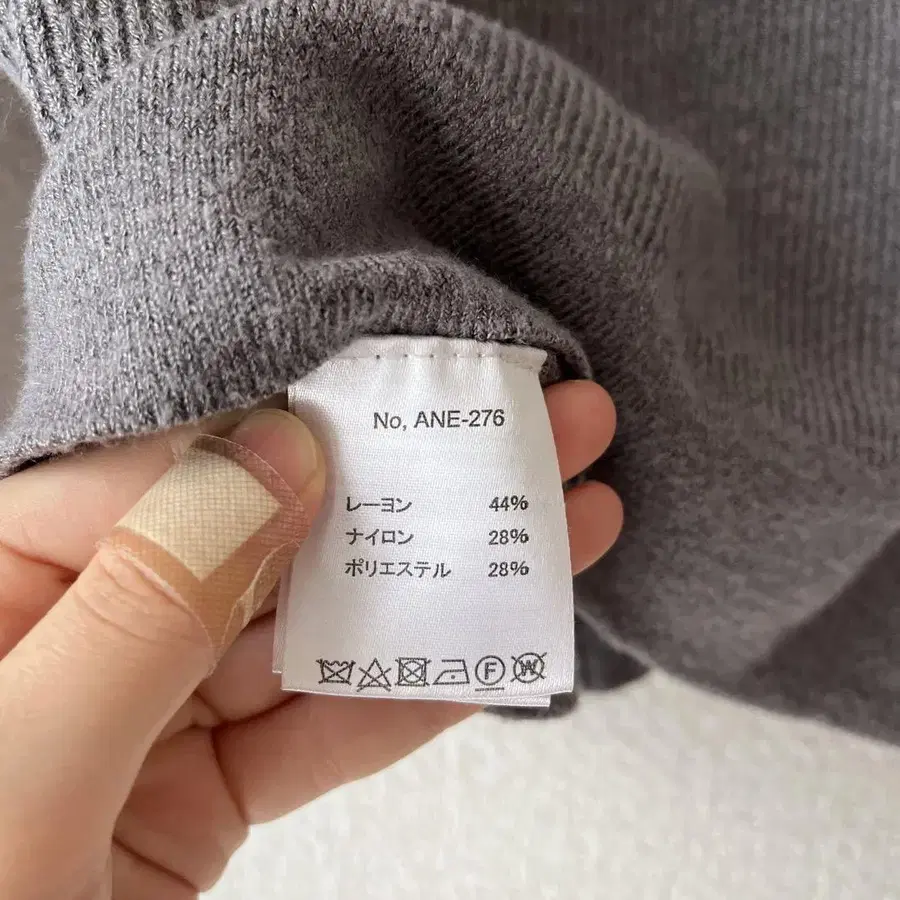 No, ANE-276
レーヨン 44%
ナイロン 28%
ポリエステル 28%
F W